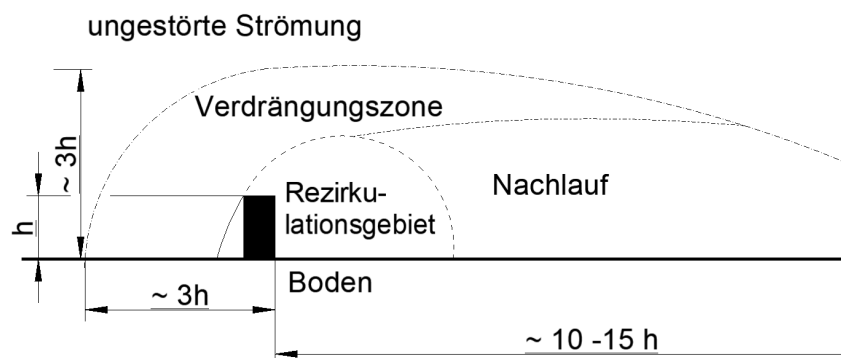 ungestörte Strömung
Verdrängungszone
~ 3h
h
Rezirku-
lationsgebiet
Nachlauf
Boden
~ 3h
~ 10 -15 h